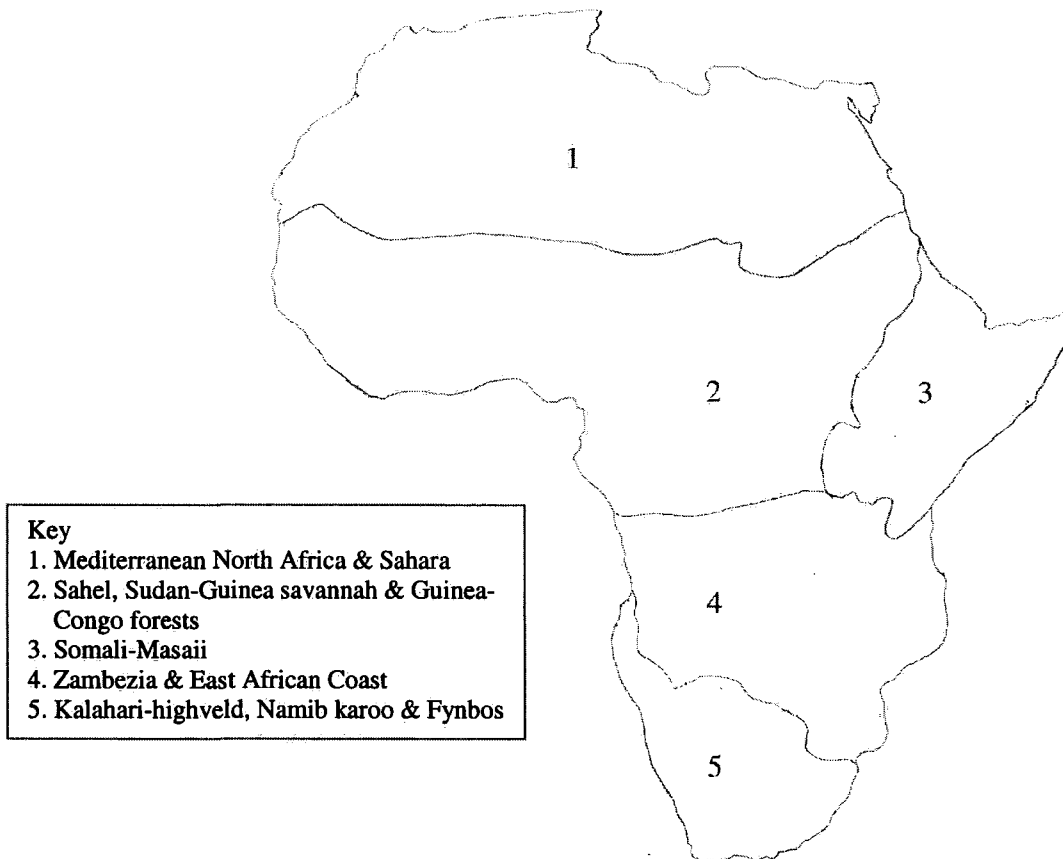 1
2
3
Key
1. Mediterranean North Africa & Sahara
2. Sahel, Sudan-Guinea savannah & Guinea-
Congo forests
3. Somali-Masaii
4. Zambezia & East African Coast
5. Kalahari-highveld, Namib karoo & Fynbos
4
5